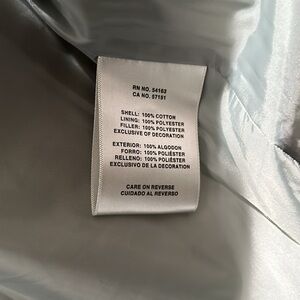 RN NO. 54163
CA NO. 57151
SHELL: 100% COTTON
LINING: 100% POLYESTER
FILLER: 100% POLYESTER
EXCLUSIVE OF DECORATION
EXTERIOR: 100% ALGODON
FORRO: 100% POLIÉSTER
RELLENO: 100% POLIÉSTER
EXCLUSIVO DE LA DECORATION
CARE ON REVERSE
CUIDADO AL REVERSO